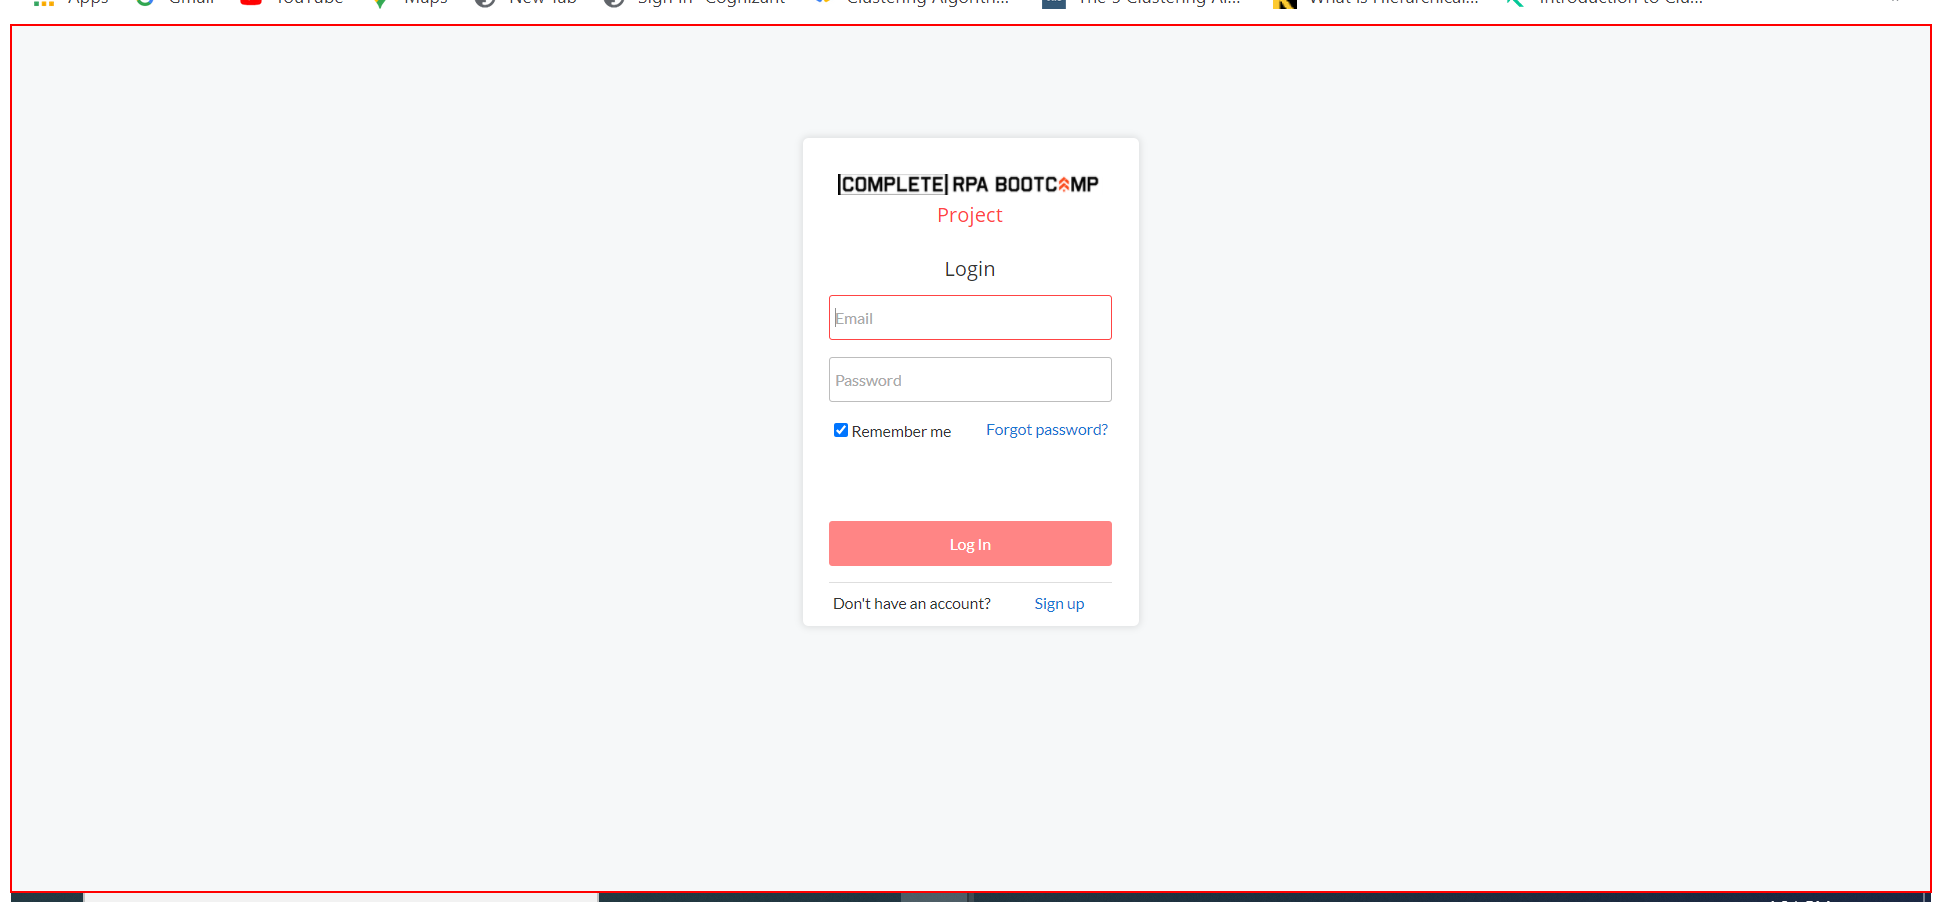 Apps Gmail YouTube Maps New Tab Sign In - Cognizant Clustering Algorith... The 5 Clustering Al... What is Hierarchical... Introduction to Clu...
[COMPLETE] RPA BOOTCAMP
Project
Login
Email
Password
Remember me Forgot password?
Log In
Don't have an account? Sign up